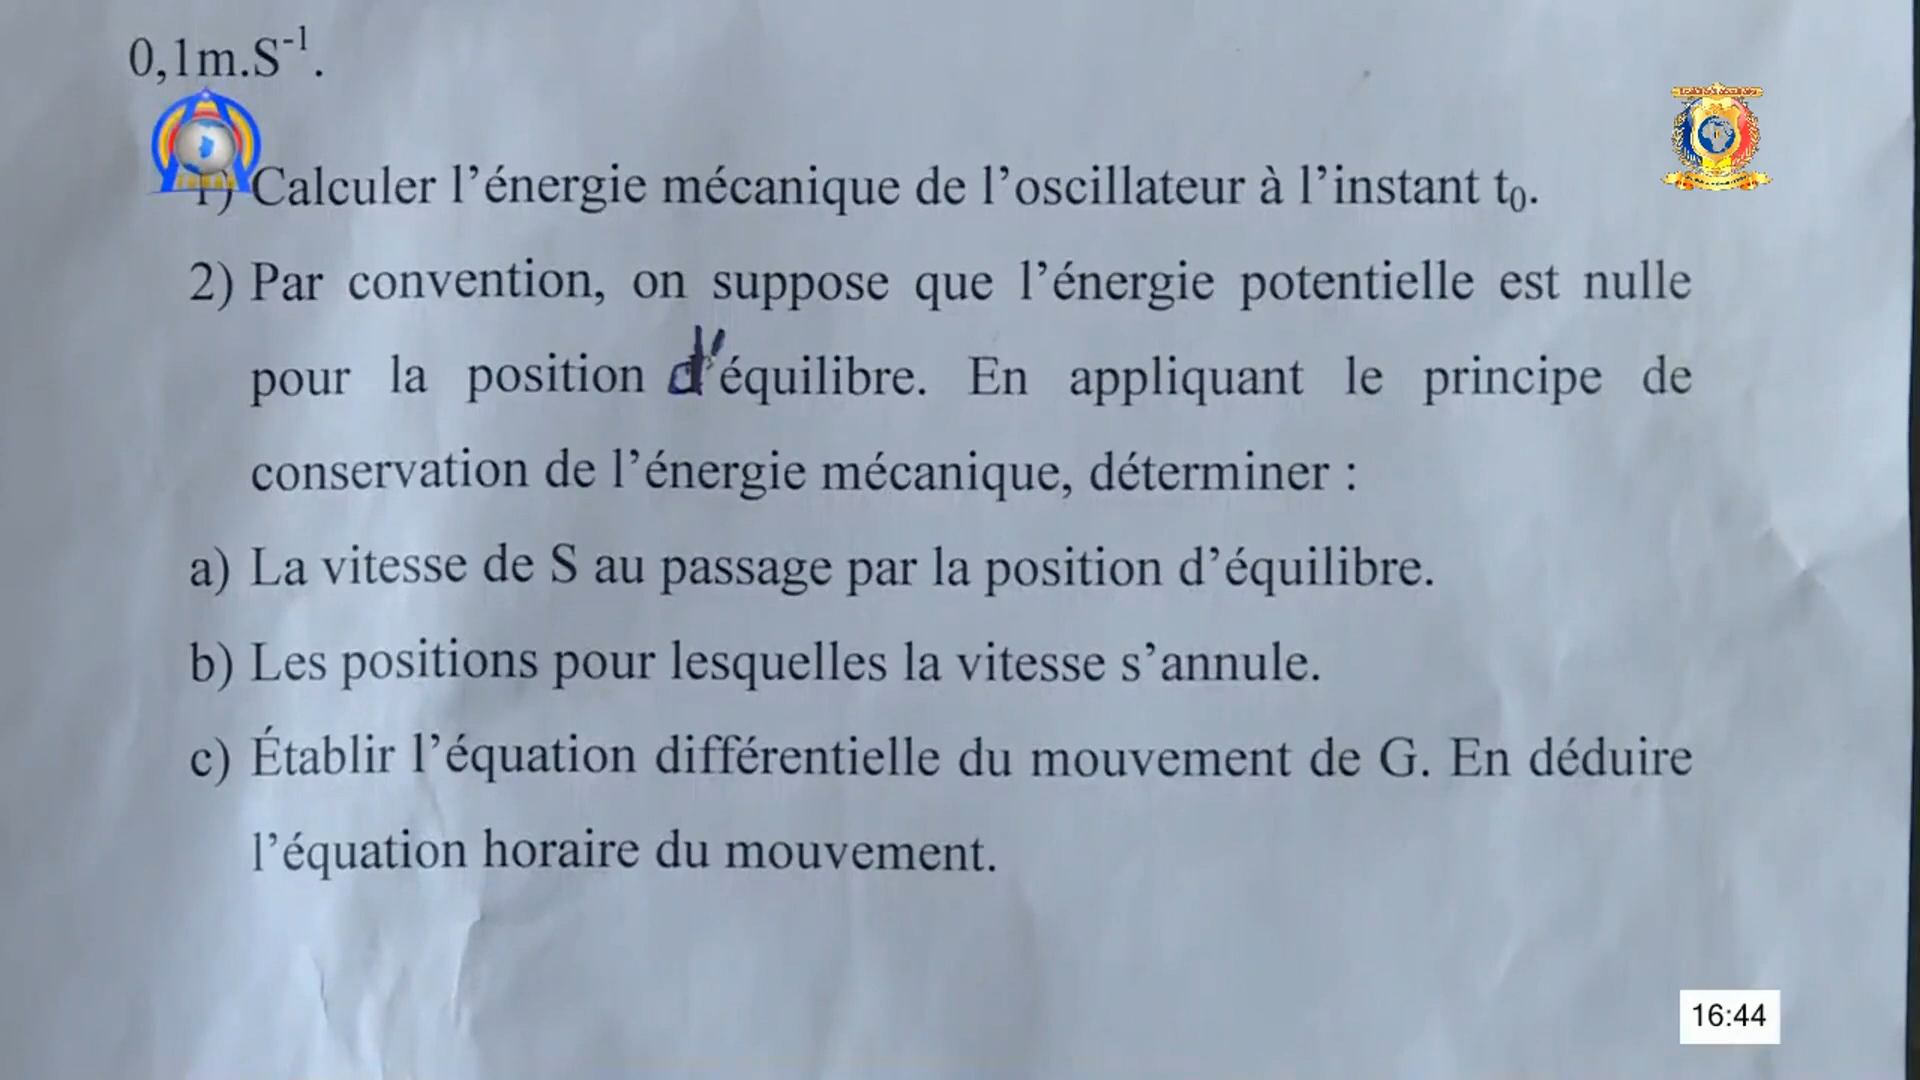 0,1m.S⁻¹.
1) Calculer l’énergie mécanique de l’oscillateur à l’instant t₀.
2) Par convention, on suppose que l’énergie potentielle est nulle
pour la position d’équilibre. En appliquant le principe de
conservation de l’énergie mécanique, déterminer :
a) La vitesse de S au passage par la position d’équilibre.
b) Les positions pour lesquelles la vitesse s’annule.
c) Établir l’équation différentielle du mouvement de G. En déduire
l’équation horaire du mouvement.
16:44